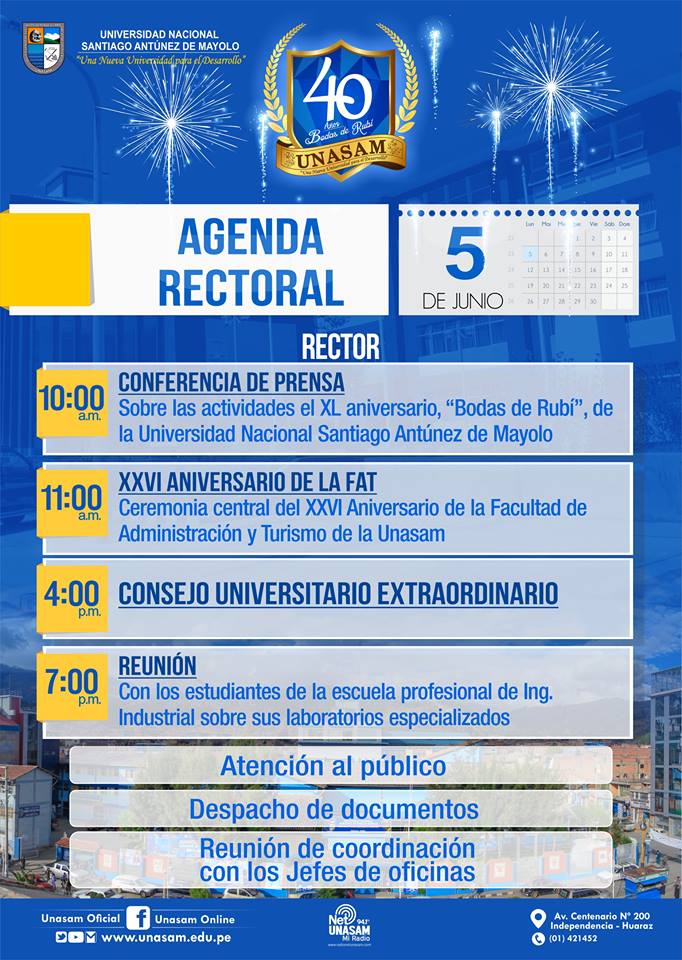 UNIVERSIDAD NACIONAL
SANTIAGO ANTÚNEZ DE MAYOLO
"Una Nueva Universidad para el Desarrollo"
40
Años
Bodas de Rubí
UNASAM
"Una Nueva Universidad para el Desarrollo"
AGENDA
RECTORAL
5
DE JUNIO
Lun Mar Mie Jue Vie Sáb Dom
22 1 2 3 4
23 5 6 7 8 9 10 11
24 12 13 14 15 16 17 18
25 19 20 21 22 23 24 25
26 26 27 28 29 30
RECTOR
10:00
a.m.
CONFERENCIA DE PRENSA
Sobre las actividades el XL aniversario, “Bodas de Rubí”, de
la Universidad Nacional Santiago Antúnez de Mayolo
11:00
a.m.
XXVI ANIVERSARIO DE LA FAT
Ceremonia central del XXVI Aniversario de la Facultad de
Administración y Turismo de la Unasam
4:00
p.m.
CONSEJO UNIVERSITARIO EXTRAORDINARIO
7:00
p.m.
REUNIÓN
Con los estudiantes de la escuela profesional de Ing.
Industrial sobre sus laboratorios especializados
Atención al público
Despacho de documentos
Reunión de coordinación
con los Jefes de oficinas
Unasam Oficial f Unasam Online
www.unasam.edu.pe
Net 94.1
UNASAM
Mi Radio
www.radionetunasam.com
Av. Centenario N° 200
Independencia - Huaraz
(01) 421452